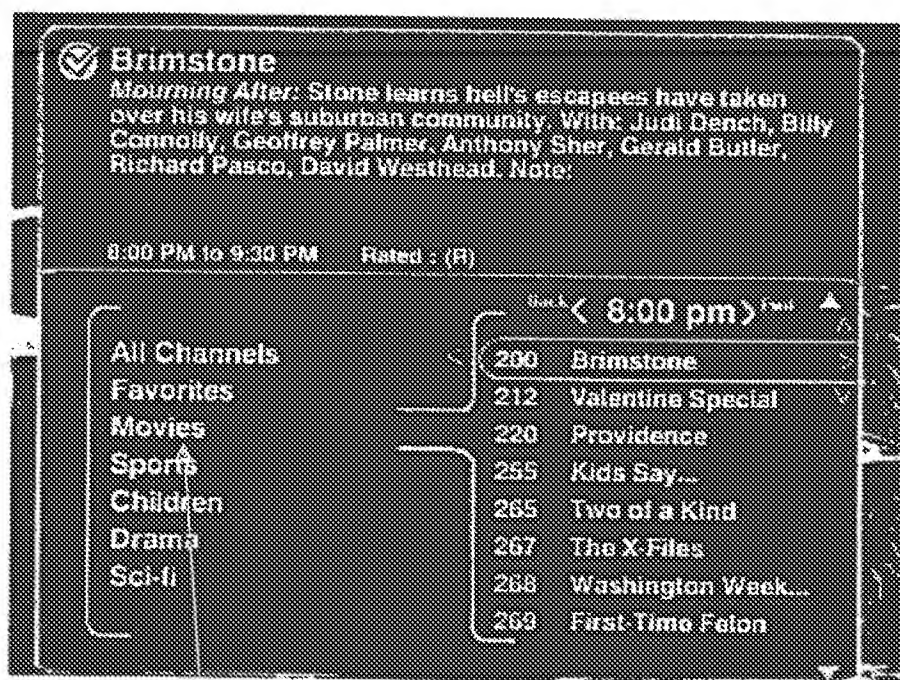 Brimstone
Mourning After: Stone learns hell's escapees have taken
over his wife's suburban community. With: Judi Dench, Billy
Connolly, Geoffrey Palmer, Anthony Sher, Gerald Butler,
Richard Pasco, David Westhead. Note:
8:00 PM to 9:30 PM Rated : (R)
Back < 8:00 pm >
All Channels
Favorites
Movies
Sports
Children
Drama
Sci-fi
200 Brimstone
212 Valentine Special
220 Providence
255 Kids Say...
265 Two of a Kind
267 The X-Files
268 Washington Week...
269 First-Time Felon